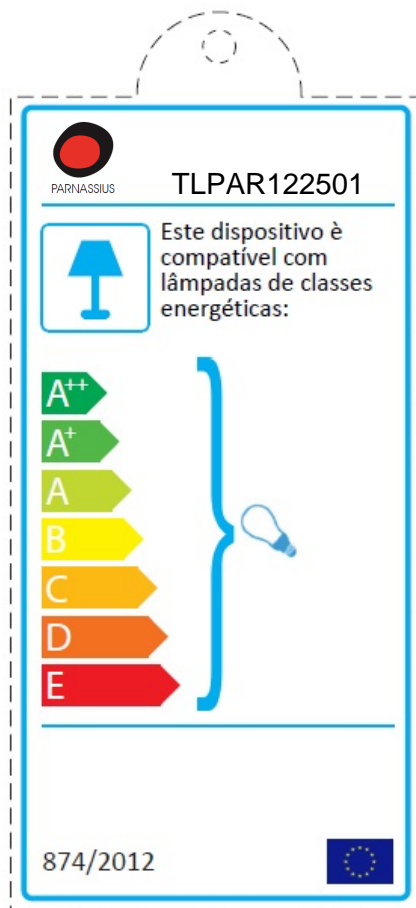 PARNASSIUS
TLPAR122501
Este dispositivo è
compatível com
lâmpadas de classes
energéticas:
A++
A+
A
B
C
D
E
874/2012